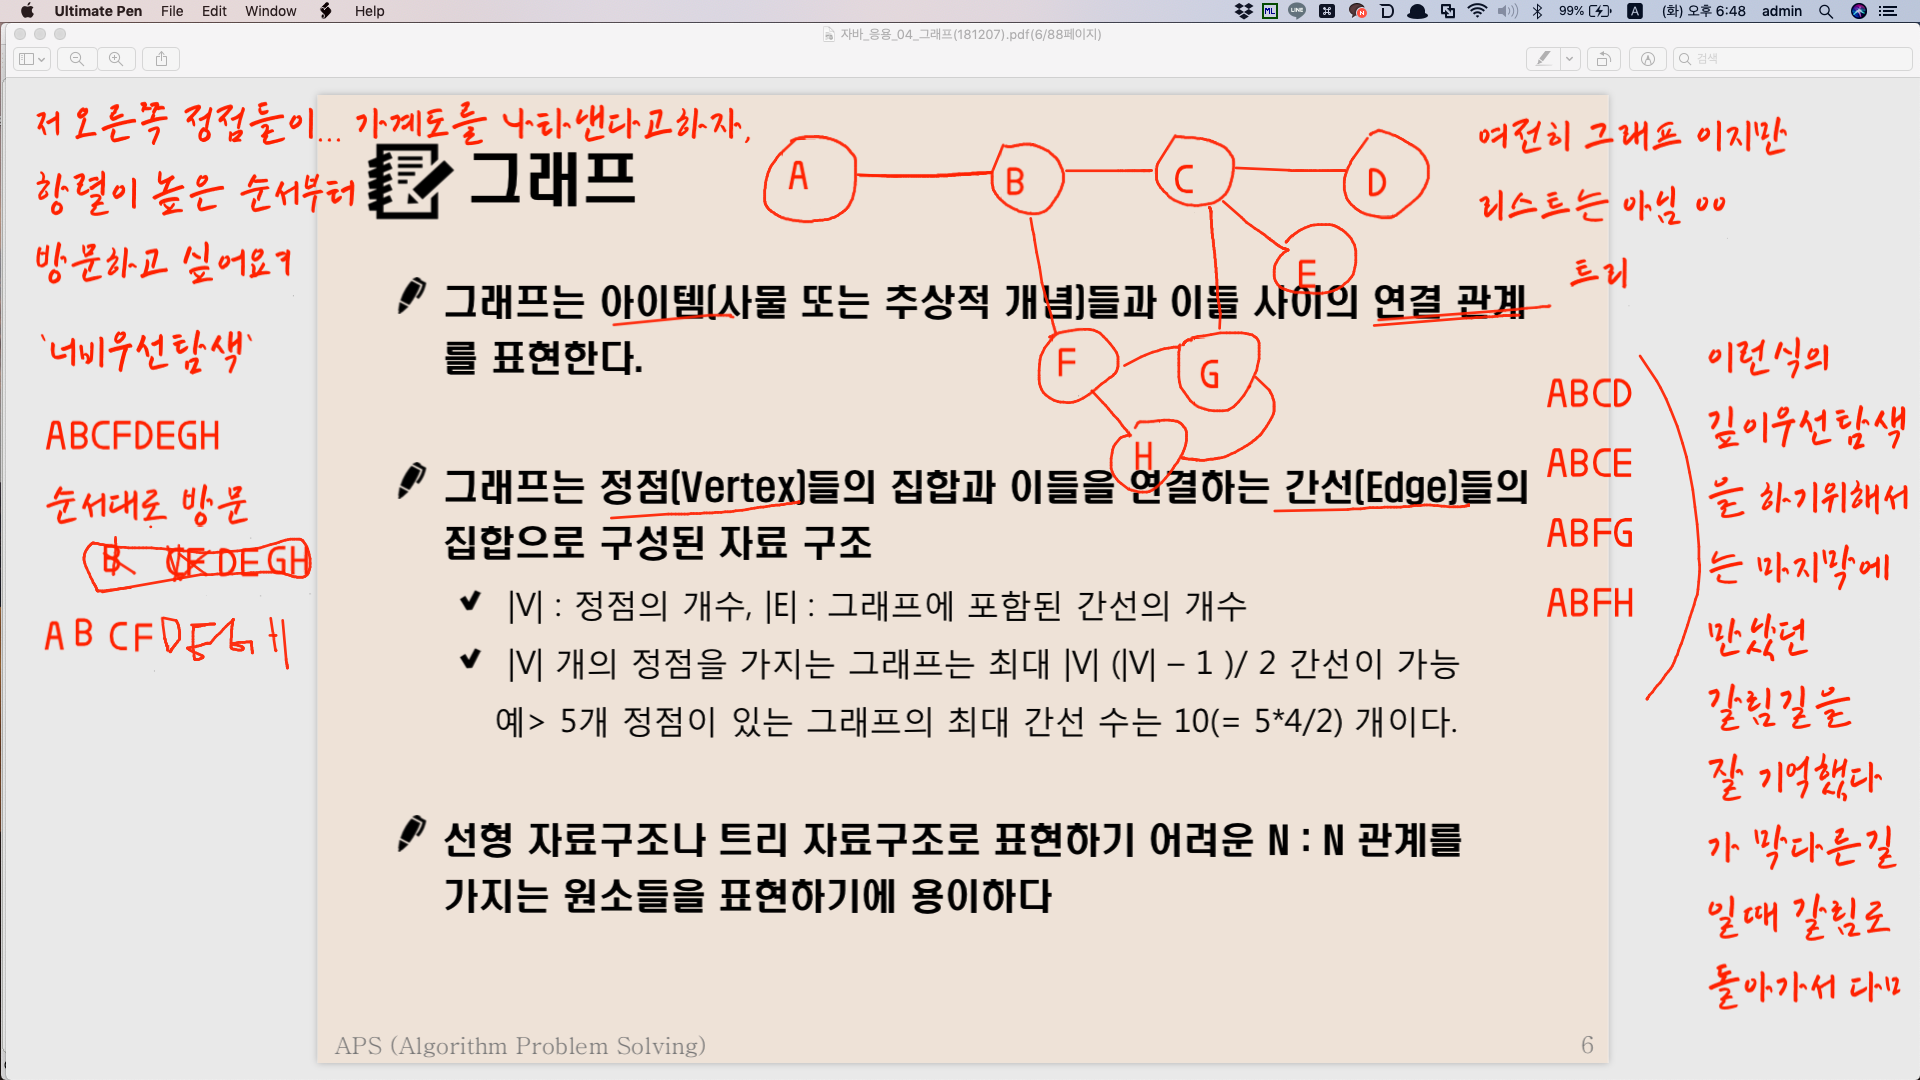 Ultimate Pen File Edit Window Help
99% A (화) 오후 6:48 admin
자바_응용_04_그래프(181207).pdf(6/88페이지)
검색
저 오른쪽 정점들이... 가계도를 나타낸다고하자,
항렬이 높은 순서부터
방문하고 싶어요ㅕ
'너비우선탐색'
ABCFDEGH
순서대로 방문
B CF DEGH
A B CF DEGH
그래프
A
B
C
D
E
F
G
H
여전히 그래프 이지만
리스트는 아님 ㅇㅇ
트리
그래프는 아이템(사물 또는 추상적 개념)들과 이들 사이의 연결 관계
를 표현한다.
그래프는 정점(Vertex)들의 집합과 이들을 연결하는 간선(Edge)들의
집합으로 구성된 자료 구조
|V| : 정점의 개수, |E| : 그래프에 포함된 간선의 개수
|V| 개의 정점을 가지는 그래프는 최대 |V| (|V| – 1 )/ 2 간선이 가능
예> 5개 정점이 있는 그래프의 최대 간선 수는 10(= 5*4/2) 개이다.
선형 자료구조나 트리 자료구조로 표현하기 어려운 N : N 관계를
가지는 원소들을 표현하기에 용이하다
ABCD
ABCE
ABFG
ABFH
이런식의
깊이우선탐색
을 하기위해서
는 마지막에
만났던
갈림길을
잘 기억했다
가 막다른길
일때 갈림로
돌아가서 다ㅁ
APS (Algorithm Problem Solving)
6